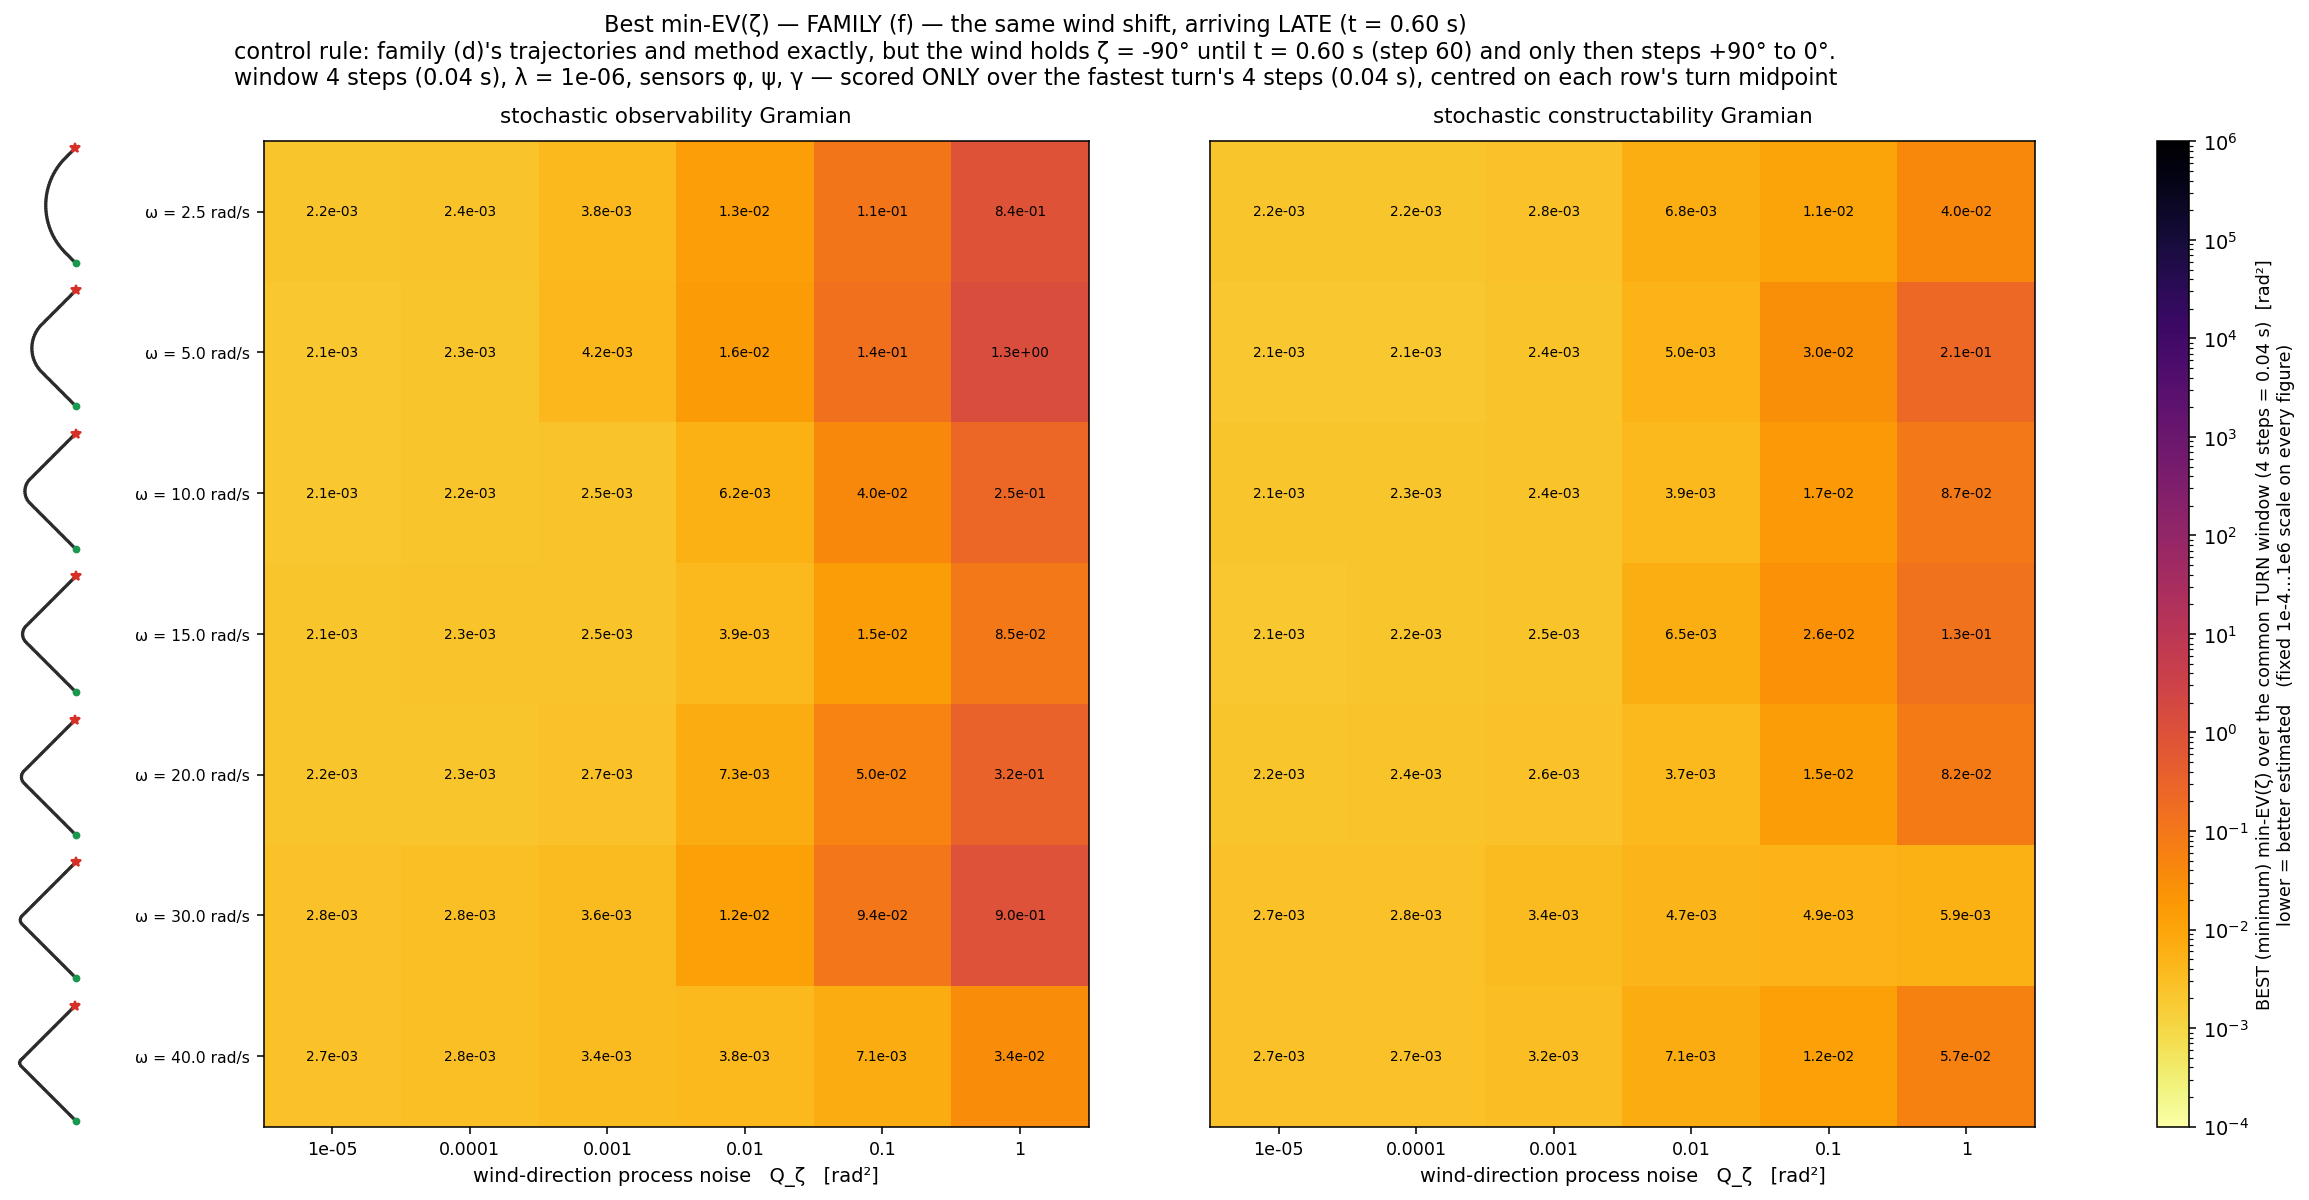 Best min-EV(ζ) — FAMILY (f) — the same wind shift, arriving LATE (t = 0.60 s)
control rule: family (d)'s trajectories and method exactly, but the wind holds ζ = -90° until t = 0.60 s (step 60) and only then steps +90° to 0°.
window 4 steps (0.04 s), λ = 1e-06, sensors φ, ψ, γ — scored ONLY over the fastest turn's 4 steps (0.04 s), centred on each row's turn midpoint
stochastic observability Gramian
ω = 2.5 rad/s 2.2e-03 2.4e-03 3.8e-03 1.3e-02 1.1e-01 8.4e-01
ω = 5.0 rad/s 2.1e-03 2.3e-03 4.2e-03 1.6e-02 1.4e-01 1.3e+00
ω = 10.0 rad/s 2.1e-03 2.2e-03 2.5e-03 6.2e-03 4.0e-02 2.5e-01
ω = 15.0 rad/s 2.1e-03 2.3e-03 2.5e-03 3.9e-03 1.5e-02 8.5e-02
ω = 20.0 rad/s 2.2e-03 2.3e-03 2.7e-03 7.3e-03 5.0e-02 3.2e-01
ω = 30.0 rad/s 2.8e-03 2.8e-03 3.6e-03 1.2e-02 9.4e-02 9.0e-01
ω = 40.0 rad/s 2.7e-03 2.8e-03 3.4e-03 3.8e-03 7.1e-03 3.4e-02
1e-05 0.0001 0.001 0.01 0.1 1
wind-direction process noise Q_ζ [rad²]
stochastic constructability Gramian
2.2e-03 2.2e-03 2.8e-03 6.8e-03 1.1e-02 4.0e-02
2.1e-03 2.1e-03 2.4e-03 5.0e-03 3.0e-02 2.1e-01
2.1e-03 2.3e-03 2.4e-03 3.9e-03 1.7e-02 8.7e-02
2.1e-03 2.2e-03 2.5e-03 6.5e-03 2.6e-02 1.3e-01
2.2e-03 2.4e-03 2.6e-03 3.7e-03 1.5e-02 8.2e-02
2.7e-03 2.8e-03 3.4e-03 4.7e-03 4.9e-03 5.9e-03
2.7e-03 2.7e-03 3.2e-03 7.1e-03 1.2e-02 5.7e-02
1e-05 0.0001 0.001 0.01 0.1 1
wind-direction process noise Q_ζ [rad²]
10⁶
10⁵
10⁴
10³
10²
10¹
10⁰
10⁻¹
10⁻²
10⁻³
10⁻⁴
BEST (minimum) min-EV(ζ) over the common TURN window (4 steps = 0.04 s) [rad²]
lower = better estimated (fixed 1e-4...1e6 scale on every figure)